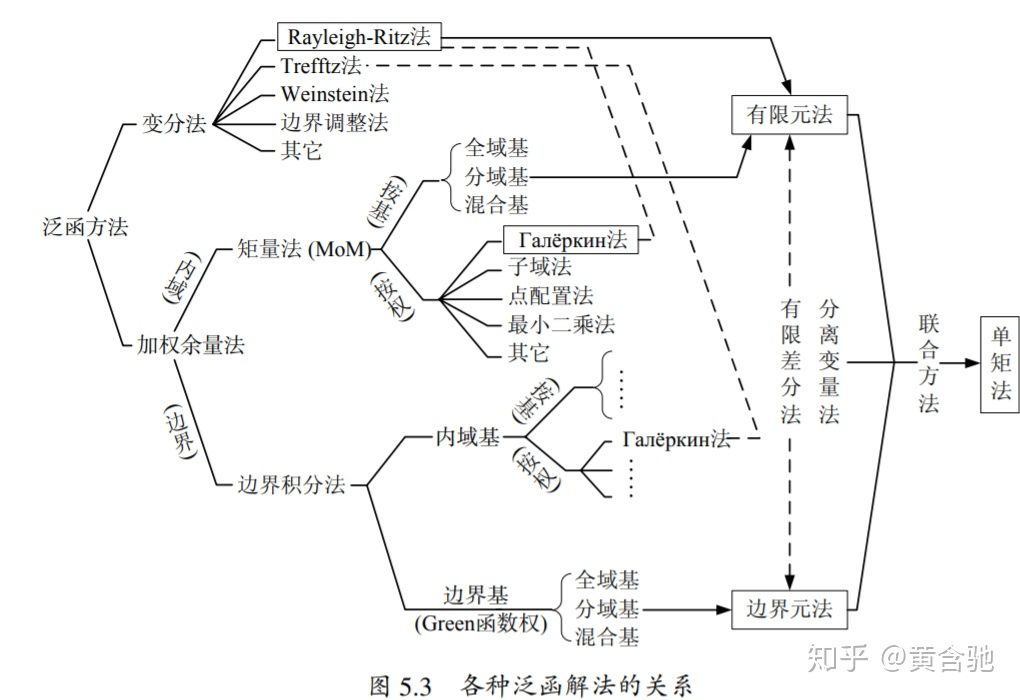 Rayleigh-Ritz法
Trefftz法
Weinstein法
边界调整法
其它
变分法
有限元法
全域基
分域基
混合基
(按基)
泛函方法
矩量法 (MoM)
(内域)
(按权)
Галёркин法
子域法
点配置法
最小二乘法
其它
加权余量法
有限差分法
分离变量法
联合方法
单矩法
(边界)
(按基)
⋮
内域基
Галёркин法
(按权)
⋮
边界积分法
边界基
(Green函数权)
全域基
分域基
混合基
边界元法
知乎 @黄含驰
图 5.3 各种泛函解法的关系